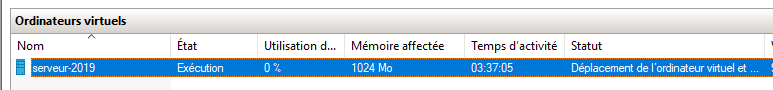 Ordinateurs virtuels
Nom État Utilisation d... Mémoire affectée Temps d'activité Statut
serveur-2019 Exécution 0 % 1024 Mo 03:37:05 Déplacement de l'ordinateur virtuel et ...